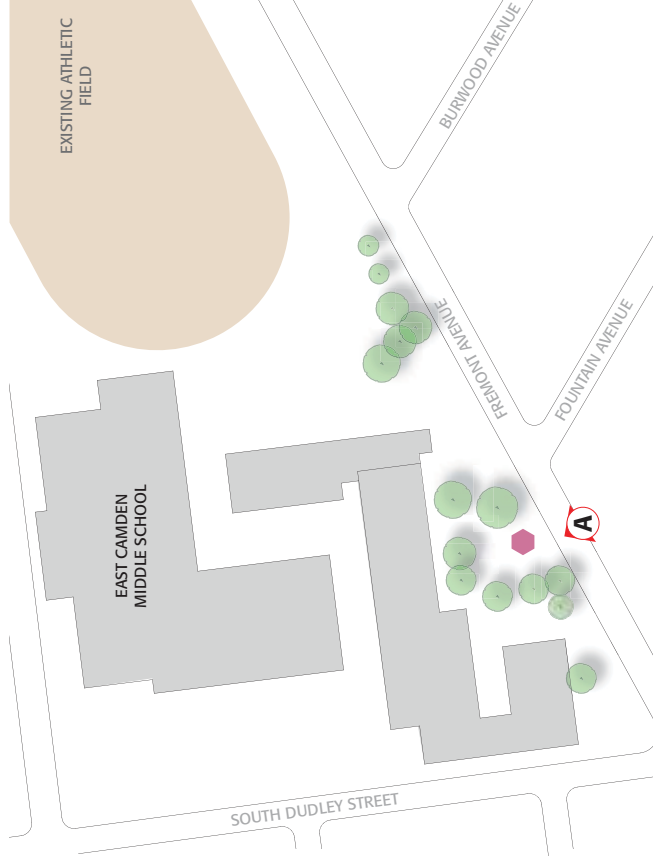 EXISTING ATHLETIC
FIELD
BURWOOD AVENUE
FREMONT AVENUE
FOUNTAIN AVENUE
EAST CAMDEN
MIDDLE SCHOOL
A
SOUTH DUDLEY STREET